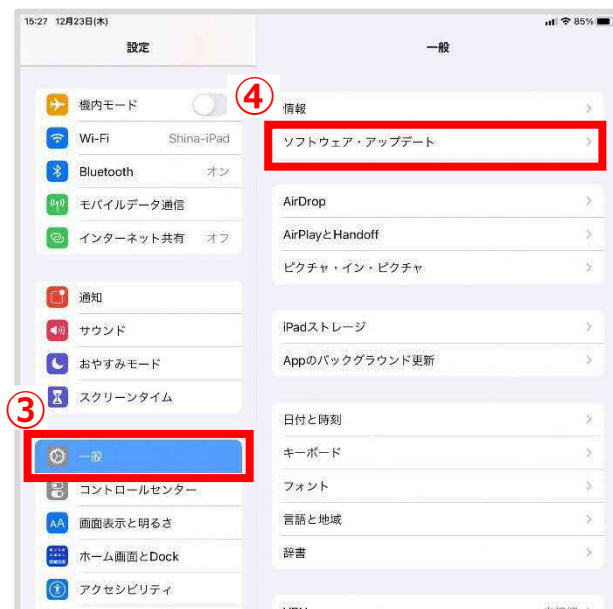 15:27 12月23日(木)
85%
設定
一般
機内モード
④
情報
Wi-Fi Shina-iPad
ソフトウェア・アップデート
Bluetooth オン
モバイルデータ通信
AirDrop
インターネット共有 オフ
AirPlayとHandoff
ピクチャ・イン・ピクチャ
通知
サウンド
iPadストレージ
おやすみモード
Appのバックグラウンド更新
スクリーンタイム
③
日付と時刻
一般
キーボード
コントロールセンター
フォント
AA 画面表示と明るさ
言語と地域
ホーム画面とDock
辞書
アクセシビリティ